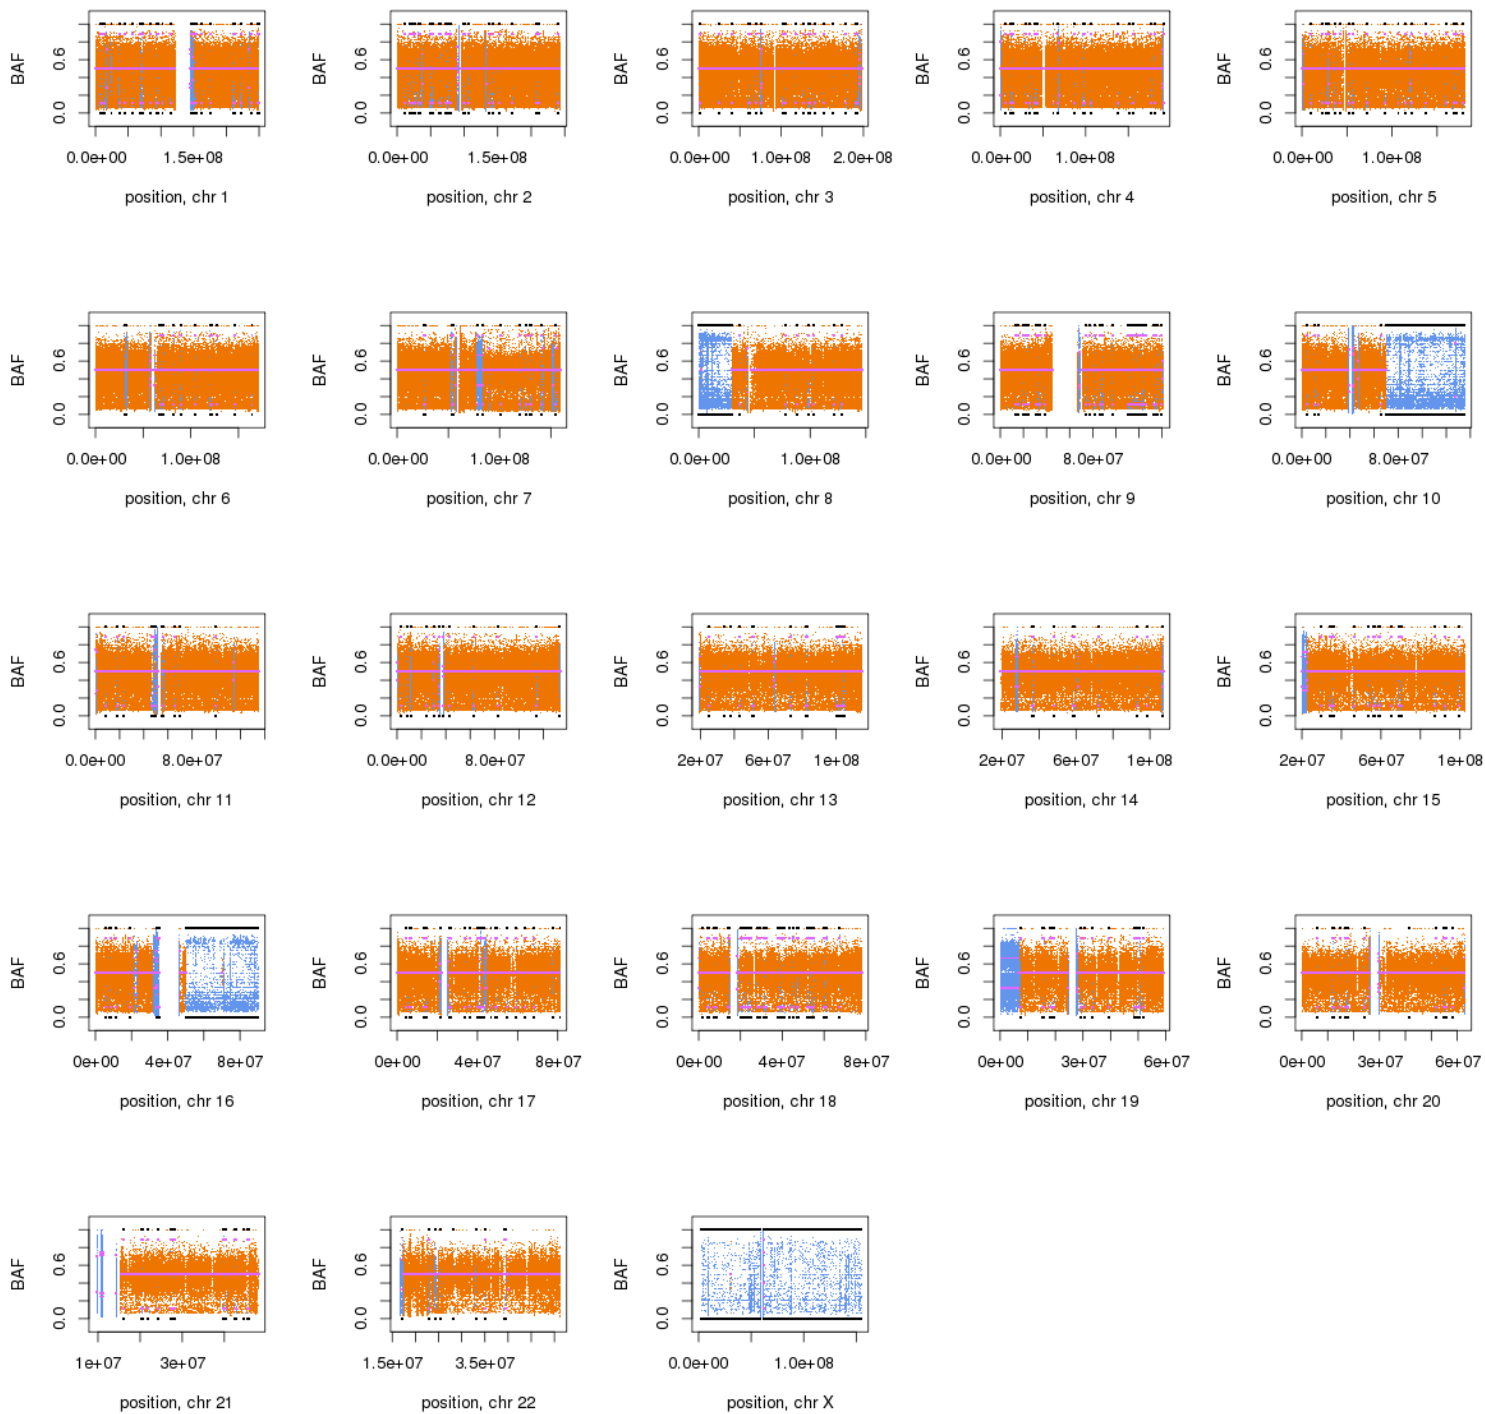 BAF BAF BAF BAF BAF
0.0 0.6 0.0 0.6 0.0 0.6 0.0 0.6 0.0 0.6
0.0e+00 1.5e+08 0.0e+00 1.5e+08 0.0e+00 1.0e+08 2.0e+08 0.0e+00 1.0e+08 0.0e+00 1.0e+08
position, chr 1 position, chr 2 position, chr 3 position, chr 4 position, chr 5
BAF BAF BAF BAF BAF
0.0 0.6 0.0 0.6 0.0 0.6 0.0 0.6 0.0 0.6
0.0e+00 1.0e+08 0.0e+00 1.0e+08 0.0e+00 1.0e+08 0.0e+00 8.0e+07 0.0e+00 8.0e+07
position, chr 6 position, chr 7 position, chr 8 position, chr 9 position, chr 10
BAF BAF BAF BAF BAF
0.0 0.6 0.0 0.6 0.0 0.6 0.0 0.6 0.0 0.6
0.0e+00 8.0e+07 0.0e+00 8.0e+07 2e+07 6e+07 1e+08 2e+07 6e+07 1e+08 2e+07 6e+07 1e+08
position, chr 11 position, chr 12 position, chr 13 position, chr 14 position, chr 15
BAF BAF BAF BAF BAF
0.0 0.6 0.0 0.6 0.0 0.6 0.0 0.6 0.0 0.6
0e+00 4e+07 8e+07 0e+00 4e+07 8e+07 0e+00 4e+07 8e+07 0e+00 3e+07 6e+07 0e+00 3e+07 6e+07
position, chr 16 position, chr 17 position, chr 18 position, chr 19 position, chr 20
BAF BAF BAF
0.0 0.6 0.0 0.6 0.0 0.6
1e+07 3e+07 1.5e+07 3.5e+07 0.0e+00 1.0e+08
position, chr 21 position, chr 22 position, chr X